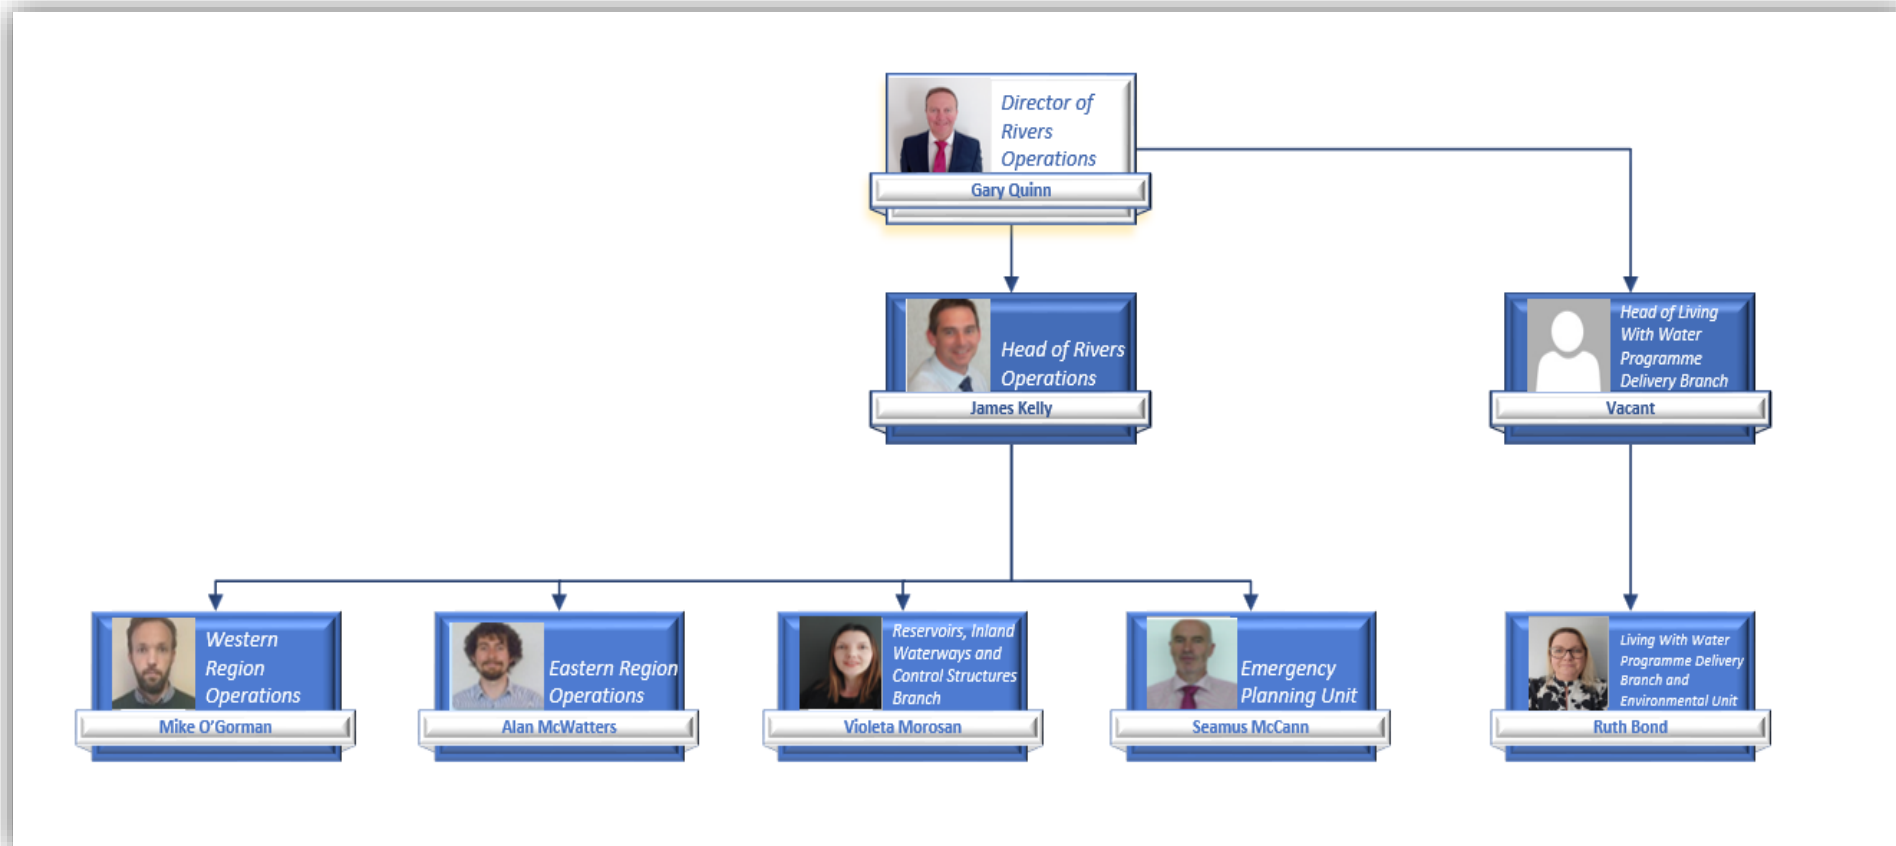 Director of
Rivers
Operations
Gary Quinn
Head of Rivers
Operations
James Kelly
Head of Living
With Water
Programme
Delivery Branch
Vacant
Western
Region
Operations
Mike O’Gorman
Eastern Region
Operations
Alan McWatters
Reservoirs, Inland
Waterways and
Control Structures
Branch
Violeta Morosan
Emergency
Planning Unit
Seamus McCann
Living With Water
Programme Delivery
Branch and
Environmental Unit
Ruth Bond